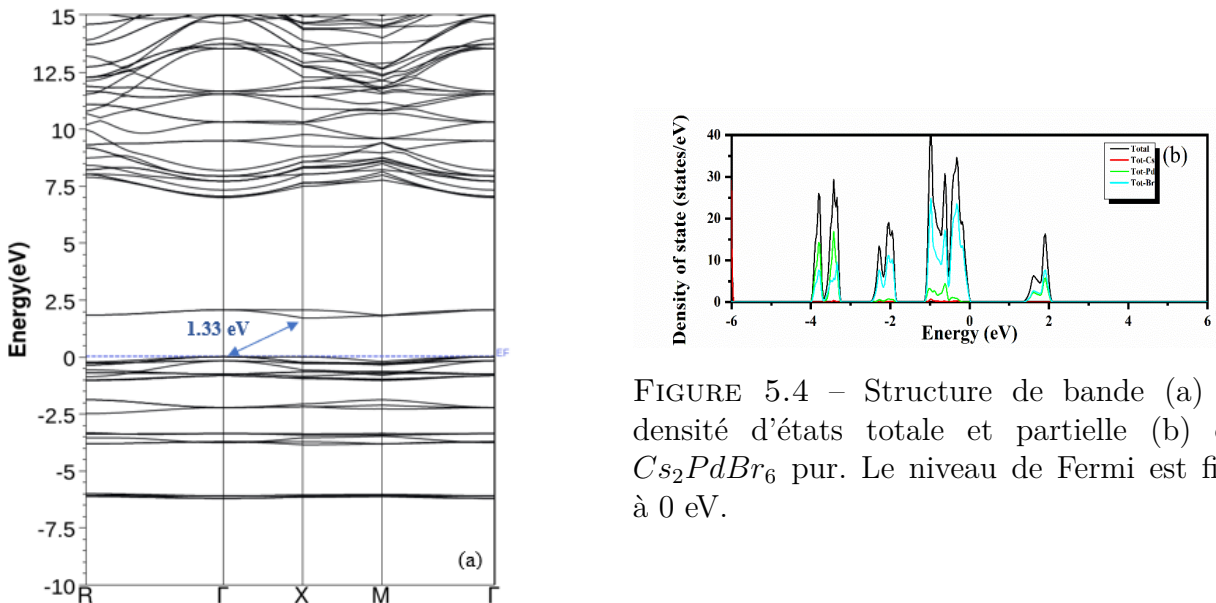 15
12.5
10
7.5
5
2.5
0
-2.5
-5
-7.5
-10
Energy(eV)
1.33 eV
EF
(a)
R Γ X M Γ
Density of state (states/eV)
40
30
20
10
0
Total
Tot-Cs
Tot-Pd
Tot-Br
(b)
-6 -4 -2 0 2 4 6
Energy (eV)
FIGURE 5.4 – Structure de bande (a)
densité d'états totale et partielle (b)
Cs₂PdBr₆ pur. Le niveau de Fermi est
à 0 eV.